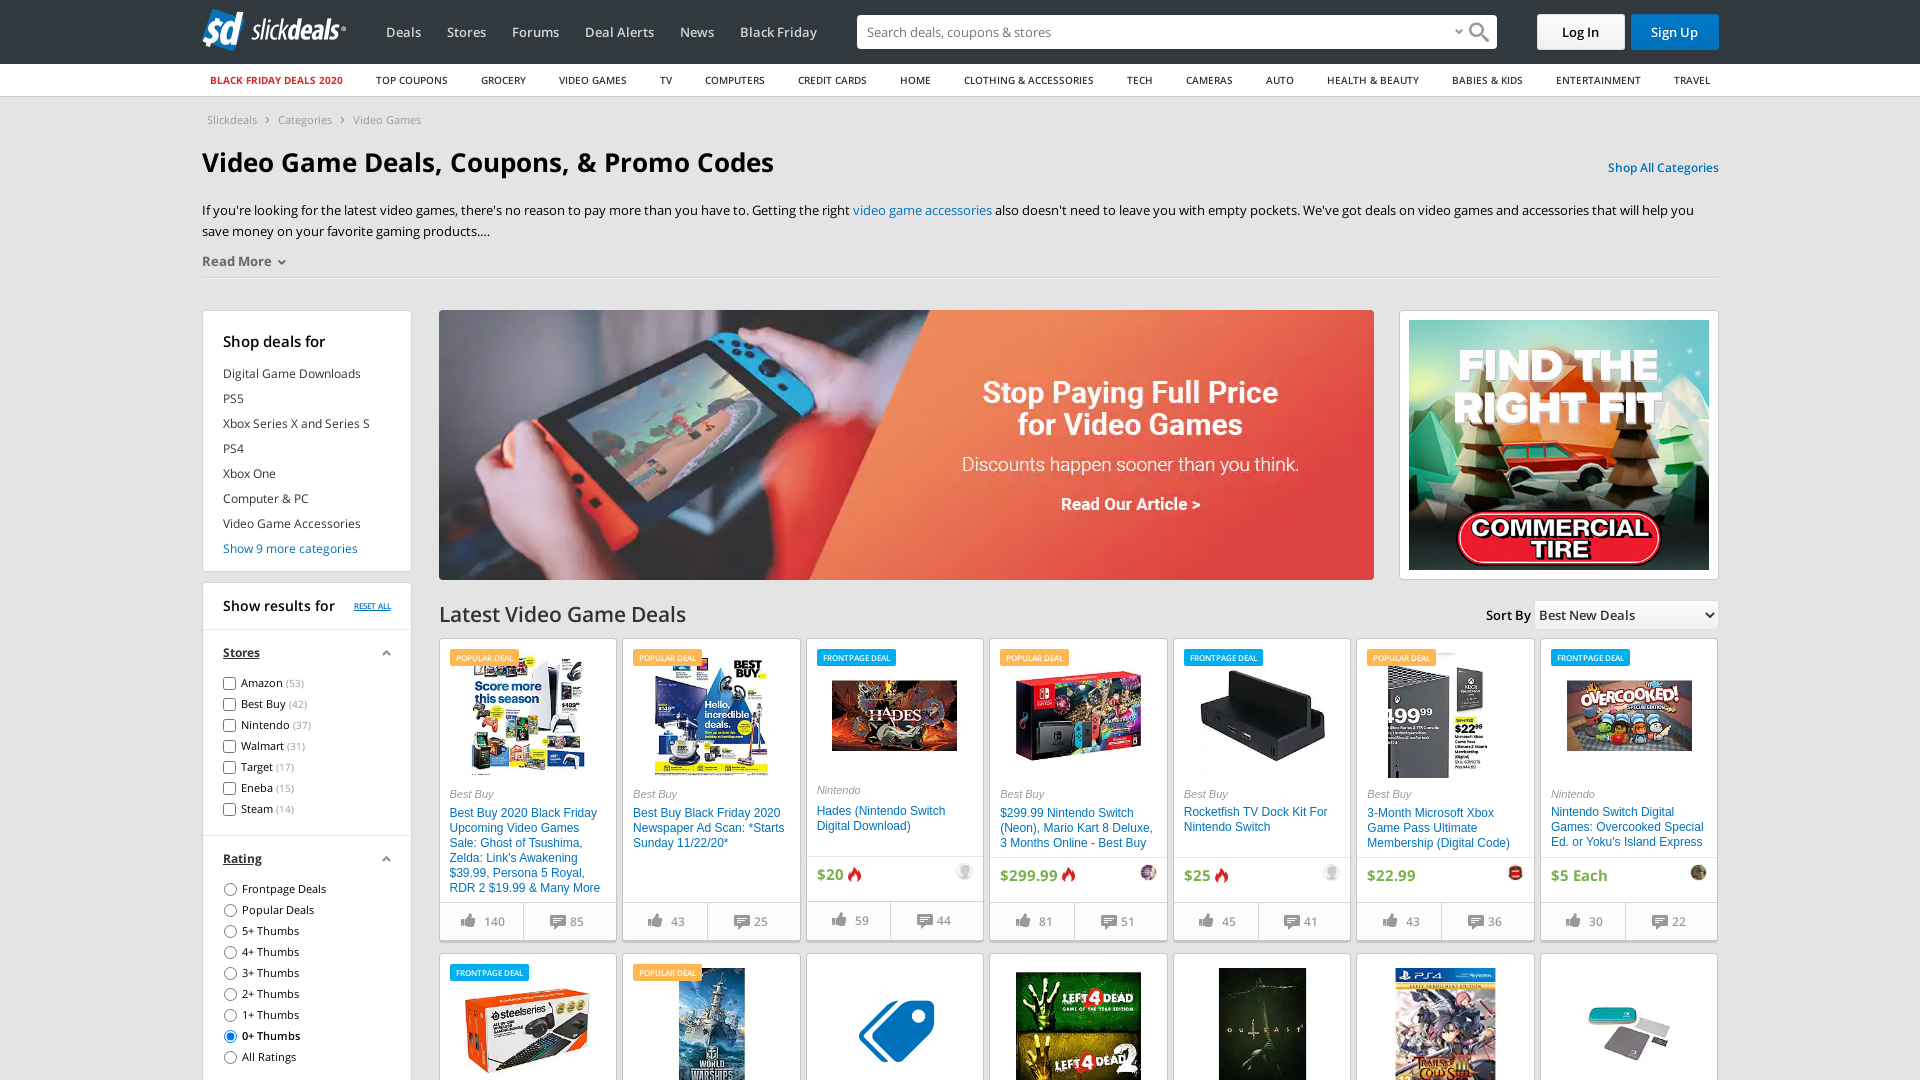 sd slickdeals
Deals
Stores
Forums
Deal Alerts
News
Black Friday
Search deals, coupons & stores
Log In
Sign Up
BLACK FRIDAY DEALS 2020
TOP COUPONS
GROCERY
VIDEO GAMES
TV
COMPUTERS
CREDIT CARDS
HOME
CLOTHING & ACCESSORIES
TECH
CAMERAS
AUTO
HEALTH & BEAUTY
BABIES & KIDS
ENTERTAINMENT
TRAVEL
Slickdeals > Categories > Video Games
Video Game Deals, Coupons, & Promo Codes
Shop All Categories
If you're looking for the latest video games, there's no reason to pay more than you have to. Getting the right video game accessories also doesn't need to leave you with empty pockets. We've got deals on video games and accessories that will help you
save money on your favorite gaming products....
Read More
Shop deals for
Digital Game Downloads
PS5
Xbox Series X and Series S
PS4
Xbox One
Computer & PC
Video Game Accessories
Show 9 more categories
Show results for
RESET ALL
Stores
Amazon (53)
Best Buy (42)
Nintendo (37)
Walmart (31)
Target (17)
Eneba (15)
Steam (14)
Rating
Frontpage Deals
Popular Deals
5+ Thumbs
4+ Thumbs
3+ Thumbs
2+ Thumbs
1+ Thumbs
0+ Thumbs
All Ratings
Stop Paying Full Price
for Video Games
Discounts happen sooner than you think.
Read Our Article >
FIND THE
RIGHT FIT
COMMERCIAL
TIRE
Latest Video Game Deals
Sort By
Best New Deals
POPULAR DEAL
Score more
this season
Best Buy
Best Buy 2020 Black Friday
Upcoming Video Games
Sale: Ghost of Tsushima,
Zelda: Link's Awakening
$39.99, Persona 5 Royal,
RDR 2 $19.99 & Many More
140
85
POPULAR DEAL
BEST
BUY
Hello,
incredible
deals.
Best Buy
Best Buy Black Friday 2020
Newspaper Ad Scan: *Starts
Sunday 11/22/20*
43
25
FRONTPAGE DEAL
HADES
Nintendo
Hades (Nintendo Switch
Digital Download)
$20
59
44
POPULAR DEAL
Best Buy
$299.99 Nintendo Switch
(Neon), Mario Kart 8 Deluxe,
3 Months Online - Best Buy
$299.99
81
51
FRONTPAGE DEAL
Best Buy
Rocketfish TV Dock Kit For
Nintendo Switch
$25
45
41
POPULAR DEAL
499 99
$22 99
Best Buy
3-Month Microsoft Xbox
Game Pass Ultimate
Membership (Digital Code)
$22.99
43
36
FRONTPAGE DEAL
OVERCOOKED!
SPECIAL EDITION
Nintendo
Nintendo Switch Digital
Games: Overcooked Special
Ed. or Yoku's Island Express
$5 Each
30
22
FRONTPAGE DEAL
steelseries
POPULAR DEAL
WORLD
WARSHIPS
LEFT 4 DEAD
GAME OF THE YEAR EDITION
LEFT 4 DEAD 2
OUTLAST
PS4
TRAILS
COLD STEEL